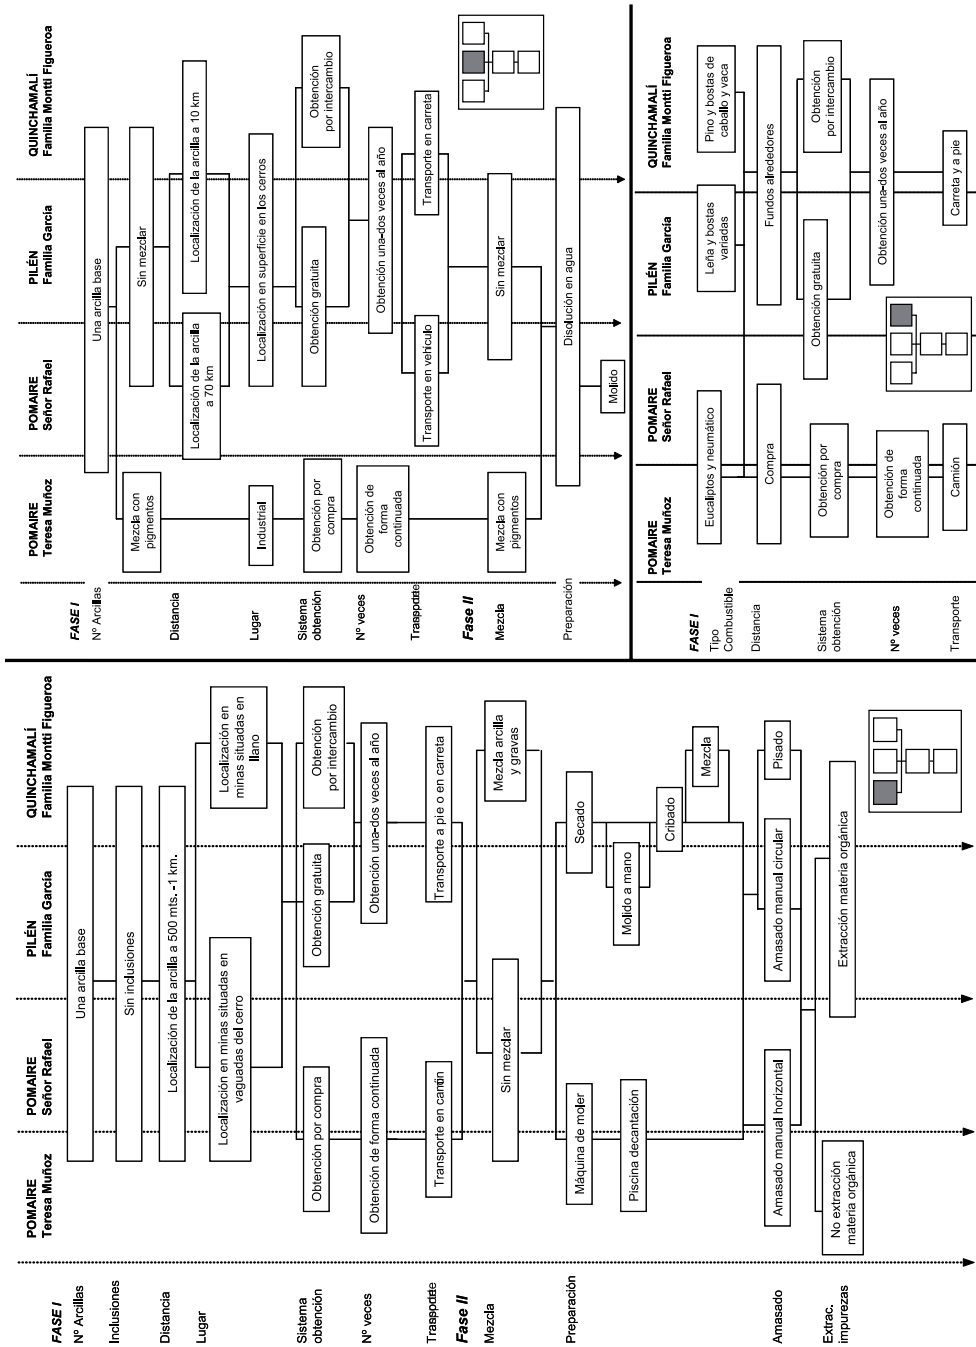 POMAIRE
Teresa Muñoz
POMAIRE
Señor Rafael
PILÉN
Familia García
QUINCHAMALÍ
Familia Montti Figueroa
FASE I
Nº Arcillas
Una arcilla base
Inclusiones
Sin inclusiones
Distancia
Localización de la arcilla a 500 mts. -1 km.
Lugar
Localización en minas situadas en
vaguadas del cerro
Localización en
minas situadas en
llano
Sistema
obtención
Obtención por compra
Obtención gratuita
Obtención
por intercambio
Nº veces
Obtención de forma continuada
Obtención una-dos veces al año
Transporte
Transporte en camión
Transporte a pie o en carreta
Fase II
Mezcla
Sin mezclar
Mezcla arcilla
y gravas
Preparación
Máquina de moler
Secado
Piscina decantación
Molido a mano
Cribado
Mezcla
Amasado
Amasado manual horizontal
Amasado manual circular
Pisado
Extrac.
impurezas
No extracción
materia orgánica
Extracción materia orgánica
POMAIRE
Teresa Muñoz
POMAIRE
Señor Rafael
PILÉN
Familia García
QUINCHAMALÍ
Familia Montti Figueroa
FASE I
Nº Arcillas
Una arcilla base
Mezcla con
pigmentos
Sin mezclar
Distancia
Localización de la arcilla
a 70 km
Localización de la arcilla a 10 km
Lugar
Industrial
Localización en superficie en los cerros
Sistema
obtención
Obtención por
compra
Obtención gratuita
Obtención
por intercambio
Nº veces
Obtención de
forma
continuada
Obtención una-dos veces al año
Transporte
Transporte en vehículo
Transporte en carreta
Fase II
Mezcla
Mezcla con
pigmentos
Sin mezclar
Preparación
Disolución en agua
Molido
POMAIRE
Teresa Muñoz
POMAIRE
Señor Rafael
PILÉN
Familia García
QUINCHAMALÍ
Familia Montti Figueroa
FASE I
Tipo
Combustible
Eucaliptos y neumático
Leña y bostas
variadas
Pino y bostas de
caballo y vaca
Distancia
Compra
Fundos alrededores
Sistema
obtención
Obtención por
compra
Obtención gratuita
Obtención
por intercambio
Nº veces
Obtención de
forma
continuada
Obtención una-dos veces al año
Transporte
Camión
Carreta y a pie